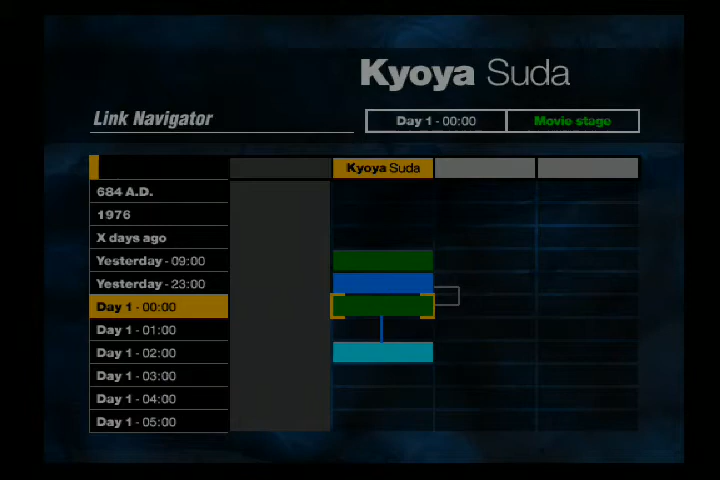 Kyoya Suda
Link Navigator
Day 1 - 00:00
Movie stage
Kyoya Suda
684 A.D.
1976
X days ago
Yesterday - 09:00
Yesterday - 23:00
Day 1 - 00:00
Day 1 - 01:00
Day 1 - 02:00
Day 1 - 03:00
Day 1 - 04:00
Day 1 - 05:00